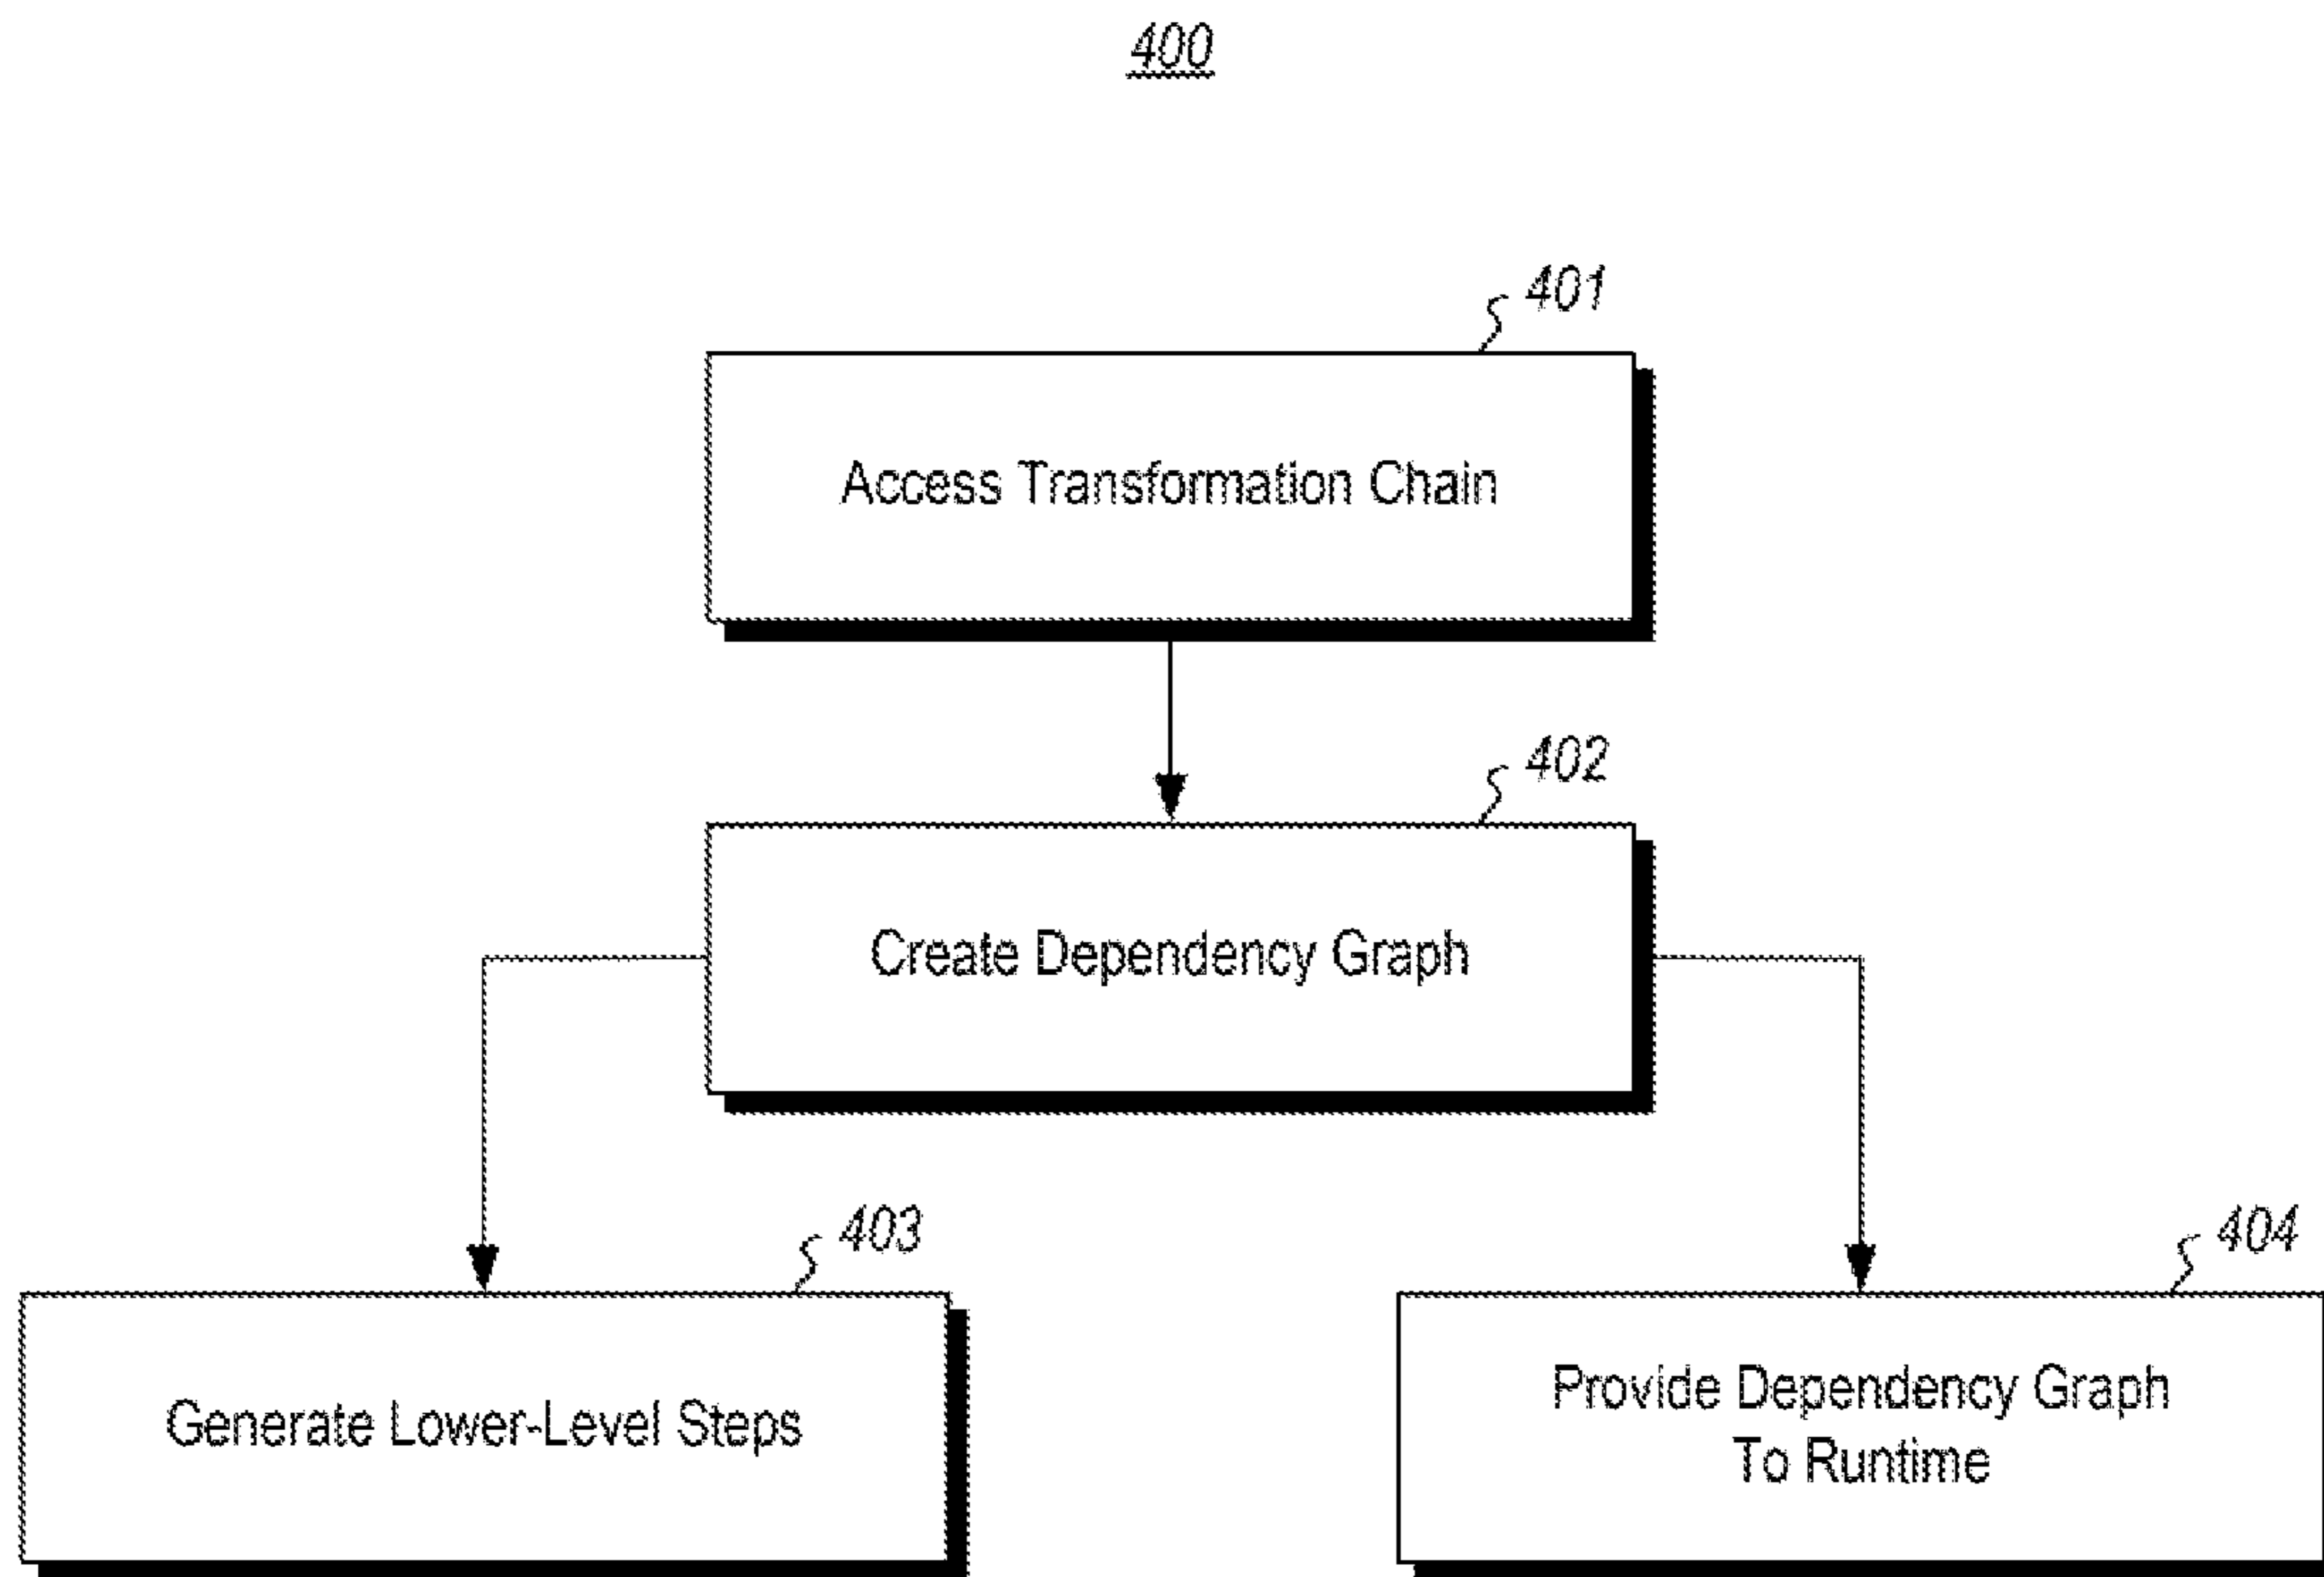 400
401
Access Transformation Chain
402
Create Dependency Graph
403
Generate Lower-Level Steps
404
Provide Dependency Graph
To Runtime